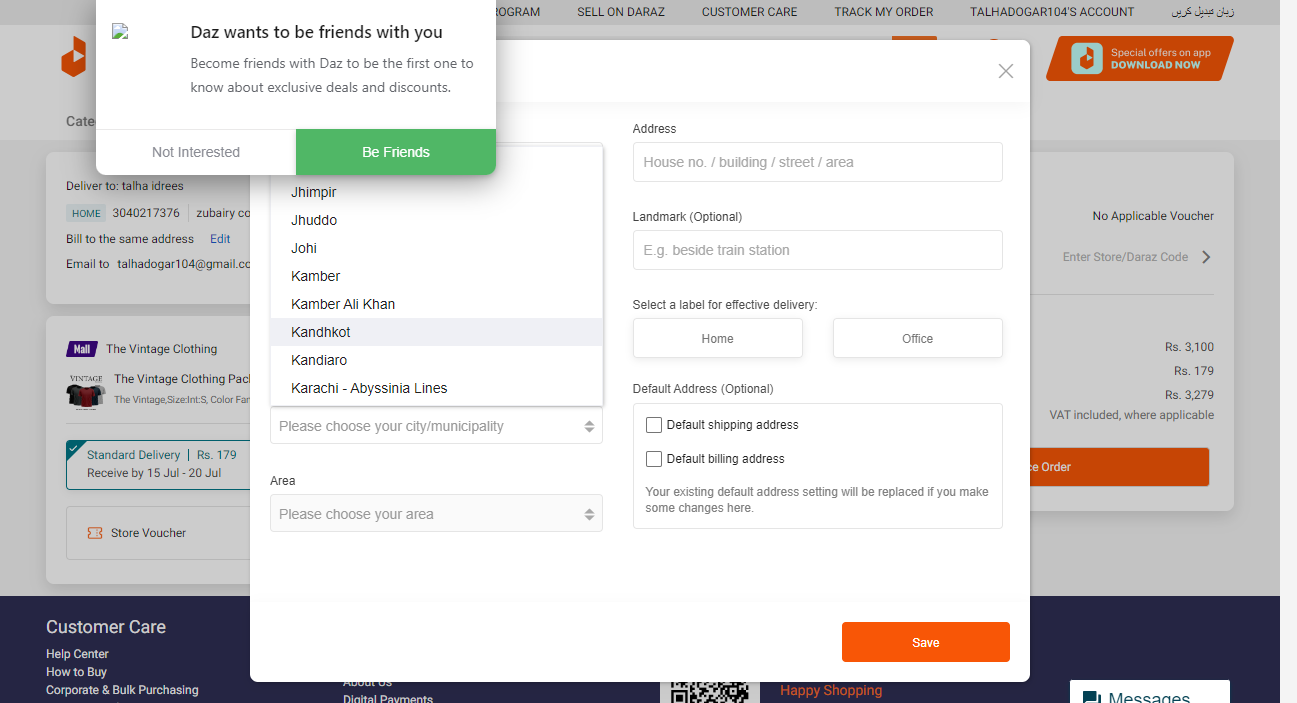 ROGRAM
SELL ON DARAZ
CUSTOMER CARE
TRACK MY ORDER
TALHADOGAR104'S ACCOUNT
زبان تبدیل کریں
Daz wants to be friends with you
Become friends with Daz to be the first one to
know about exclusive deals and discounts.
Not Interested
Be Friends
Special offers on app
DOWNLOAD NOW
Cate
Deliver to: talha idrees
HOME 3040217376 zubairy co
Bill to the same address Edit
Email to talhadogar104@gmail.co
Mall The Vintage Clothing
VINTAGE
The Vintage Clothing Pac
The Vintage,Size:Int:S, Color Fam
Standard Delivery | Rs. 179
Receive by 15 Jul - 20 Jul
Store Voucher
Jhimpir
Jhuddo
Johi
Kamber
Kamber Ali Khan
Kandhkot
Kandiaro
Karachi - Abyssinia Lines
Please choose your city/municipality
Area
Please choose your area
Address
House no. / building / street / area
Landmark (Optional)
E.g. beside train station
Select a label for effective delivery:
Home
Office
Default Address (Optional)
Default shipping address
Default billing address
Your existing default address setting will be replaced if you make
some changes here.
Save
No Applicable Voucher
Enter Store/Daraz Code
Rs. 3,100
Rs. 179
Rs. 3,279
VAT included, where applicable
ce Order
Customer Care
Help Center
How to Buy
Corporate & Bulk Purchasing
About Us
Digital Payments
Happy Shopping
Messages